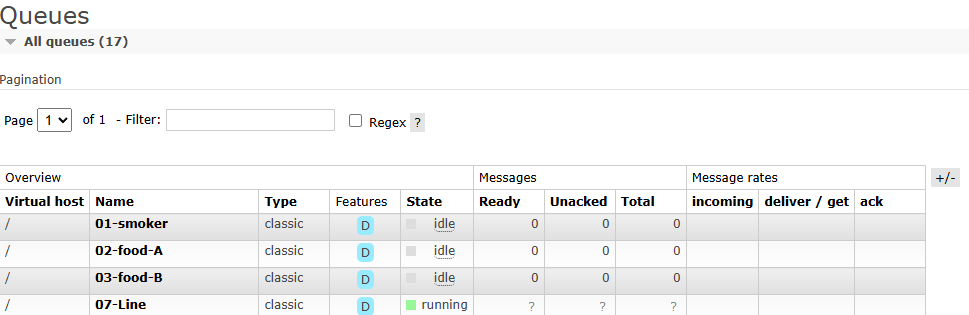 Queues
All queues (17)
Pagination
Page 1 of 1 - Filter: Regex ?
Overview Messages Message rates +/-
Virtual host Name Type Features State Ready Unacked Total incoming deliver / get ack
/ 01-smoker classic D idle 0 0 0
/ 02-food-A classic D idle 0 0 0
/ 03-food-B classic D idle 0 0 0
/ 07-Line classic D running ? ? ?